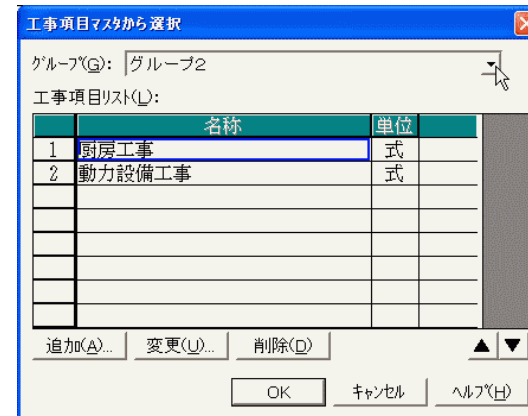 工事項目マスタから選択
グループ(G): グループ2
工事項目リスト(L):
名称 単位
1 厨房工事 式
2 動力設備工事 式
追加(A)... 変更(U)... 削除(D) ▲ ▼
OK キャンセル ヘルプ(H)